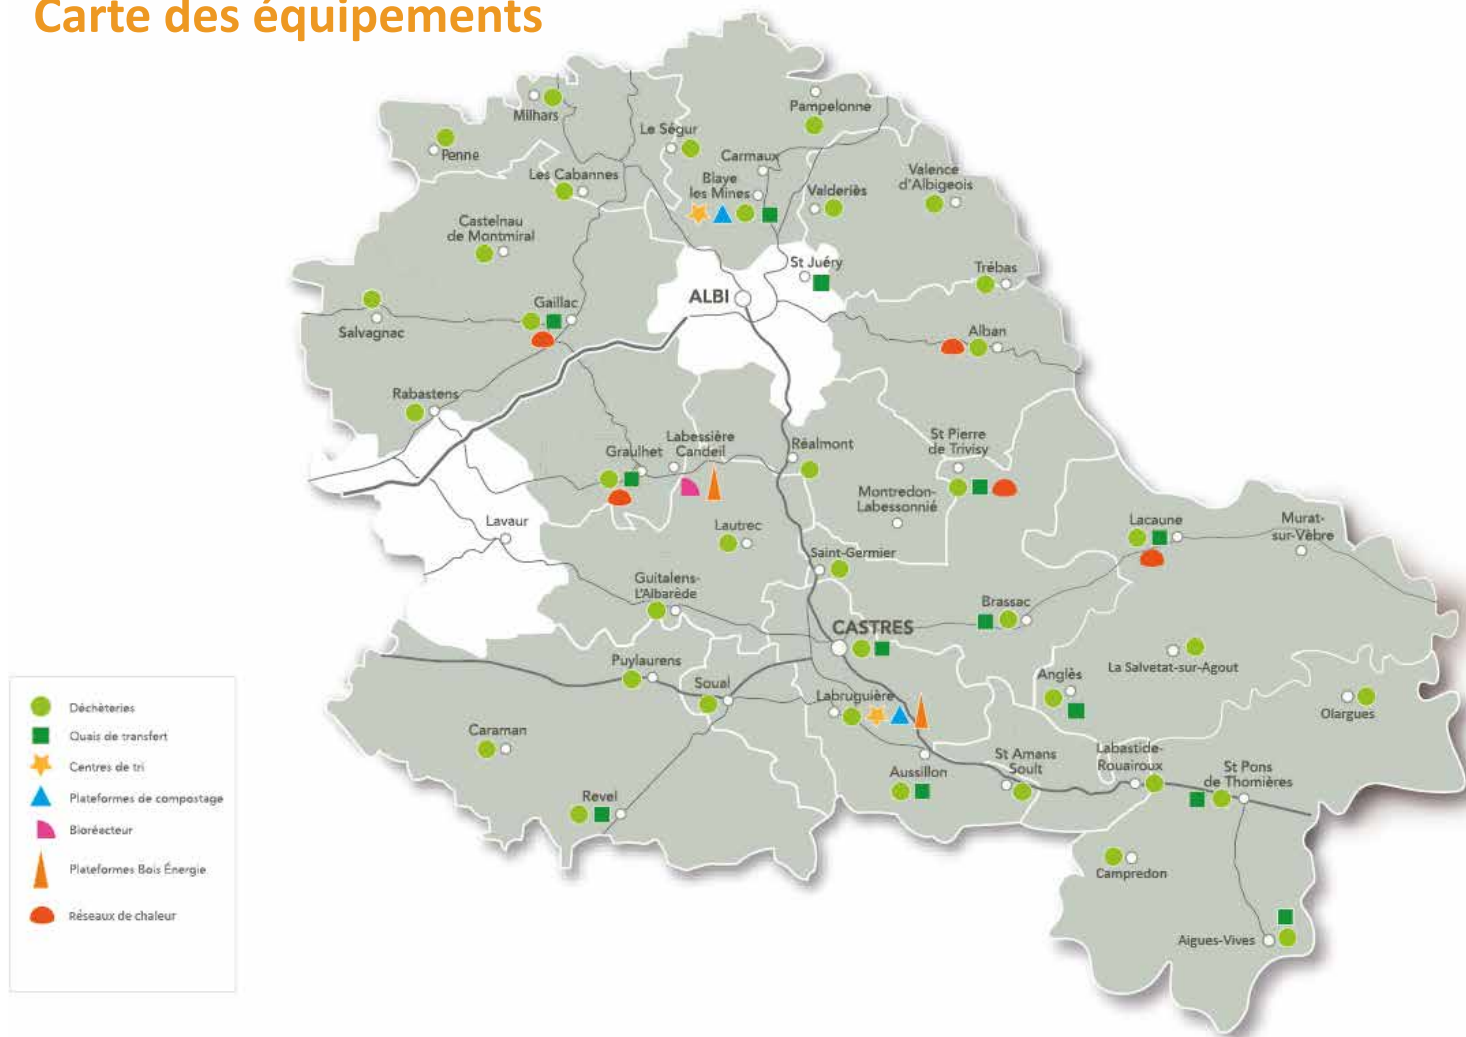 Carte des équipements
Pampelonne
Milhars
Le Ségur
Penne
Carmaux
Les Cabannes
Blaye
les Mines
Valderiès
Valence
d'Albigeois
Castelnau
de Montmiral
St Juéry
Trébas
ALBI
Gaillac
Salvagnac
Alban
Rabastens
Graulhet
Labessière
Candeil
Réalmont
St Pierre
de Trivisy
Montredon-
Labessonnié
Lavaur
Lautrec
Lacaune
Murat-
sur-Vèbre
Saint-Germier
Guitalens-
L'Albarède
Brassac
CASTRES
Puylaurens
La Salvetat-sur-Agout
Soual
Anglès
Labruguière
Olargues
Caraman
Labastide-
Rouairoux
St Amans
Soult
Aussillon
St Pons
de Thomières
Revel
Campredon
Aigues-Vives
Déchèteries
Quais de transfert
Centres de tri
Plateformes de compostage
Bioréacteur
Plateformes Bois Énergie
Réseaux de chaleur